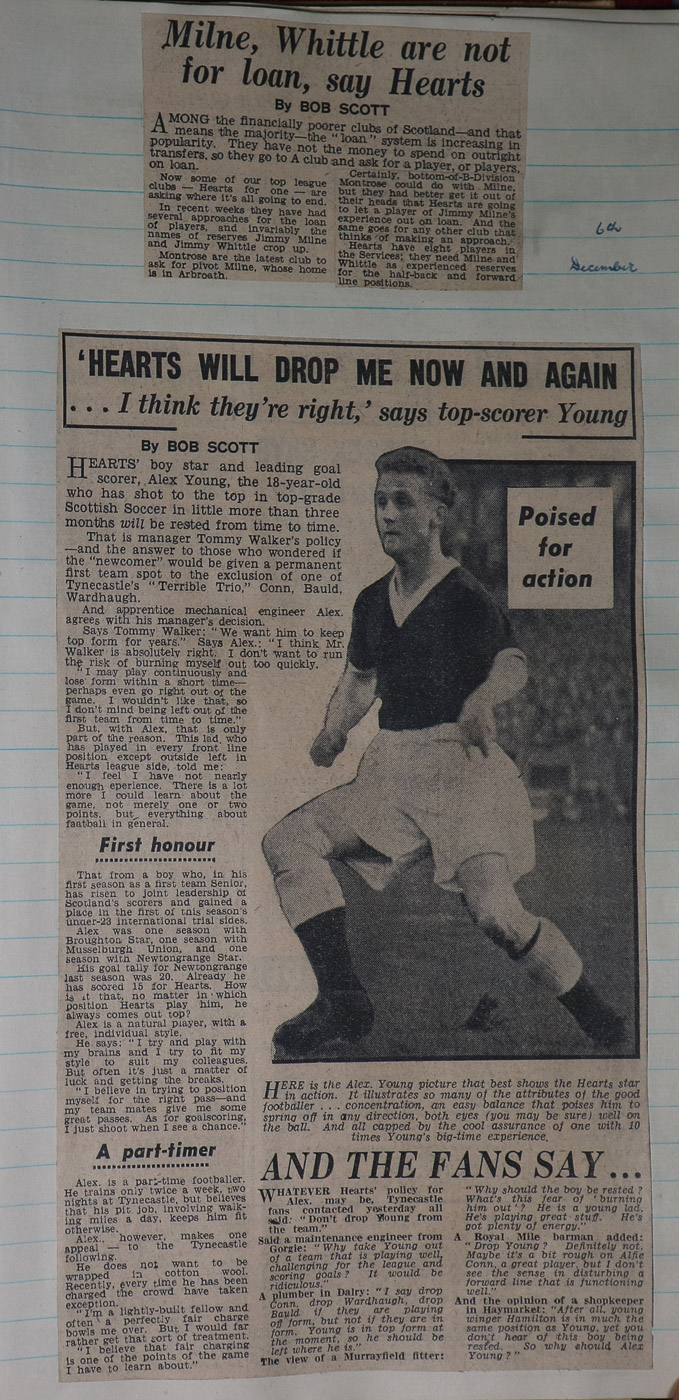 Milne, Whittle are not
for loan, say Hearts
By BOB SCOTT
AMONG the financially poorer clubs of Scotland—and that
means the majority—the "loan" system is increasing in
popularity. They have not the money to spend on outright
transfers, so they go to A club and ask for a player, or players,
on loan.
Now some of our top league
clubs — Hearts for one — are
asking where it's all going to end.
In recent weeks they have had
several approaches for the loan
of players, and invariably the
names of reserves Jimmy Milne
and Jimmy Whittle crop up.
Montrose are the latest club to
ask for pivot Milne, whose home
is in Arbroath.
Certainly, bottom-of-B-Division
Montrose could do with Milne,
but they had better get it out of
their heads that Hearts are going
to let a player of Jimmy Milne's
experience out on loan. And the
same goes for any other club that
thinks of making an approach.
Hearts have eight players in
the Services; they need Milne and
Whittle as experienced reserves
for the half-back and forward
line positions.
6th
December
'HEARTS WILL DROP ME NOW AND AGAIN
. . . I think they're right,' says top-scorer Young
By BOB SCOTT
HEARTS' boy star and leading goal
scorer, Alex Young, the 18-year-old
who has shot to the top in top-grade
Scottish Soccer in little more than three
months will be rested from time to time.
That is manager Tommy Walker's policy
—and the answer to those who wondered if
the "newcomer" would be given a permanent
first team spot to the exclusion of one of
Tynecastle's "Terrible Trio," Conn, Bauld,
Wardhaugh.
And apprentice mechanical engineer Alex.
agrees with his manager's decision.
Says Tommy Walker: "We want him to keep
top form for years." Says Alex.: "I think Mr.
Walker is absolutely right. I don't want to run
the risk of burning myself out too quickly.
"I may play continuously and
lose form within a short time—
perhaps even go right out of the
game. I wouldn't like that, so
I don't mind being left out of the
first team from time to time."
But, with Alex, that is only
part of the reason. This lad, who
has played in every front line
position except outside left in
Hearts league side, told me:
"I feel I have not nearly
enough eperience. There is a lot
more I could learn about the
game, not merely one or two
points, but everything about
faotball in general.
First honour
That from a boy who, in his
first season as a first team Senior,
has risen to joint leadership of
Scotland's scorers and gained a
place in the first of this season's
under-23 international trial sides.
Alex was one season with
Broughton Star, one season with
Musselburgh Union, and one
season with Newtongrange Star.
His goal tally for Newtongrange
last season was 20. Already he
has scored 15 for Hearts. How
is it that, no matter in which
position Hearts play him, he
always comes out top?
Alex is a natural player, with a
free, individual style.
He says: "I try and play with
my brains and I try to fit my
style to suit my colleagues.
But often it's just a matter of
luck and getting the breaks.
"I believe in trying to position
myself for the right pass—and
my team mates give me some
great passes. As for goalscoring,
I just shoot when I see a chance."
A part-timer
Alex. is a part-time footballer.
He trains only twice a week, two
nights at Tynecastle, but believes
that his pit job, involving walk-
ing miles a day, keeps him fit
otherwise.
Alex., however, makes one
appeal — to the Tynecastle
following.
He does not want to be
wrapped in cotton wool.
Recently, every time he has been
charged the crowd have taken
exception.
"I'm a lightly-built fellow and
often a perfectly fair charge
bowls me over. But I would far
rather get that sort of treatment.
"I believe that fair charging
is one of the points of the game
I have to learn about."
Poised
for
action
HERE is the Alex. Young picture that best shows the Hearts star
in action. It illustrates so many of the attributes of the good
footballer . . . concentration, an easy balance that poises him to
spring off in any direction, both eyes (you may be sure) well on
the ball. And all capped by the cool assurance of one with 10
times Young's big-time experience.
AND THE FANS SAY...
WHATEVER Hearts' policy for
Alex. may be, Tynecastle
fans contacted yesterday all
said: "Don't drop Young from
the team."
Said a maintenance engineer from
Gorgie: "Why take Young out
of a team that is playing well,
challenging for the league and
scoring goals? It would be
ridiculous."
A plumber in Dalry: "I say drop
Conn, drop Wardhaugh, drop
Bauld if they are playing
off form, but not if they are in
form. Young is in top form at
the moment, so he should be
left where he is."
The view of a Murrayfield fitter:
"Why should the boy be rested?
What's this fear of 'burning
him out'? He is a young lad.
He's playing great stuff. He's
got plenty of energy."
A Royal Mile barman added:
"Drop Young? Definitely not.
Maybe it's a bit rough on Alfie
Conn, a great player, but I don't
see the sense in disturbing a
forward line that is functioning
well."
And the opinion of a shopkeeper
in Haymarket: "After all, young
winger Hamilton is in much the
same position as Young, yet you
don't hear of this boy being
rested. So why should Alex
Young?"